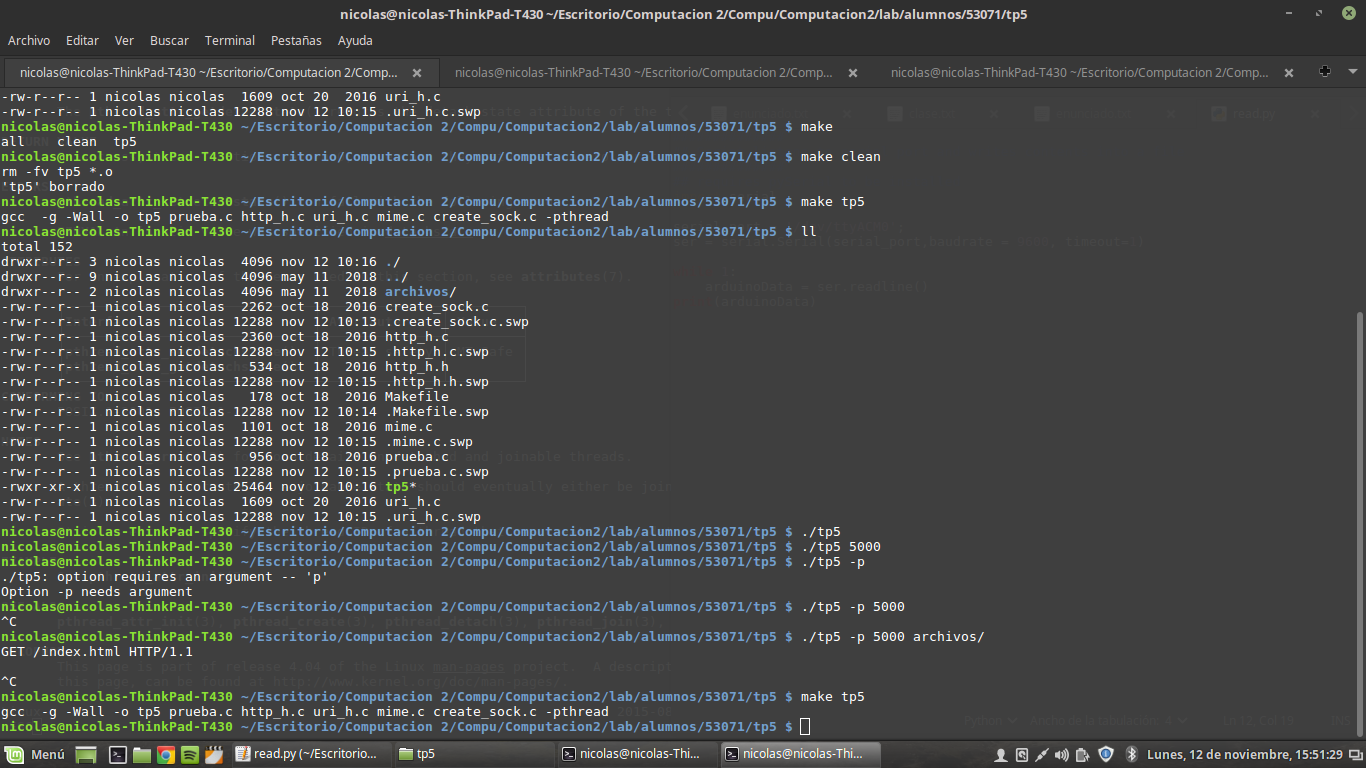 nicolas@nicolas-ThinkPad-T430 ~/Escritorio/Computacion 2/Compu/Computacion2/lab/alumnos/53071/tp5
Archivo Editar Ver Buscar Terminal Pestañas Ayuda
nicolas@nicolas-ThinkPad-T430 ~/Escritorio/Computacion 2/Comp... nicolas@nicolas-ThinkPad-T430 ~/Escritorio/Computacion 2/Comp... nicolas@nicolas-ThinkPad-T430 ~/Escritorio/Computacion 2/Comp...
-rw-r--r-- 1 nicolas nicolas  1609 oct 20  2016 uri_h.c
-rw-r--r-- 1 nicolas nicolas 12288 nov 12 10:15 .uri_h.c.swp
nicolas@nicolas-ThinkPad-T430 ~/Escritorio/Computacion 2/Compu/Computacion2/lab/alumnos/53071/tp5 $ make
all    clean  tp5
nicolas@nicolas-ThinkPad-T430 ~/Escritorio/Computacion 2/Compu/Computacion2/lab/alumnos/53071/tp5 $ make clean
rm -fv tp5 *.o
'tp5' borrado
nicolas@nicolas-ThinkPad-T430 ~/Escritorio/Computacion 2/Compu/Computacion2/lab/alumnos/53071/tp5 $ make tp5
gcc  -g -Wall -o tp5 prueba.c http_h.c uri_h.c mime.c create_sock.c -pthread
nicolas@nicolas-ThinkPad-T430 ~/Escritorio/Computacion 2/Compu/Computacion2/lab/alumnos/53071/tp5 $ ll
total 152
drwxr--r-- 3 nicolas nicolas  4096 nov 12 10:16 ./
drwxr--r-- 9 nicolas nicolas  4096 may 11  2018 ../
drwxr--r-- 2 nicolas nicolas  4096 may 11  2018 archivos/
-rw-r--r-- 1 nicolas nicolas  2262 oct 18  2016 create_sock.c
-rw-r--r-- 1 nicolas nicolas 12288 nov 12 10:13 .create_sock.c.swp
-rw-r--r-- 1 nicolas nicolas  2360 oct 18  2016 http_h.c
-rw-r--r-- 1 nicolas nicolas 12288 nov 12 10:15 .http_h.c.swp
-rw-r--r-- 1 nicolas nicolas   534 oct 18  2016 http_h.h
-rw-r--r-- 1 nicolas nicolas 12288 nov 12 10:15 .http_h.h.swp
-rw-r--r-- 1 nicolas nicolas   178 oct 18  2016 Makefile
-rw-r--r-- 1 nicolas nicolas 12288 nov 12 10:14 .Makefile.swp
-rw-r--r-- 1 nicolas nicolas  1101 oct 18  2016 mime.c
-rw-r--r-- 1 nicolas nicolas 12288 nov 12 10:15 .mime.c.swp
-rw-r--r-- 1 nicolas nicolas   956 oct 18  2016 prueba.c
-rw-r--r-- 1 nicolas nicolas 12288 nov 12 10:15 .prueba.c.swp
-rwxr-xr-x 1 nicolas nicolas 25464 nov 12 10:16 tp5*
-rw-r--r-- 1 nicolas nicolas  1609 oct 20  2016 uri_h.c
-rw-r--r-- 1 nicolas nicolas 12288 nov 12 10:15 .uri_h.c.swp
nicolas@nicolas-ThinkPad-T430 ~/Escritorio/Computacion 2/Compu/Computacion2/lab/alumnos/53071/tp5 $ ./tp5
nicolas@nicolas-ThinkPad-T430 ~/Escritorio/Computacion 2/Compu/Computacion2/lab/alumnos/53071/tp5 $ ./tp5 5000
nicolas@nicolas-ThinkPad-T430 ~/Escritorio/Computacion 2/Compu/Computacion2/lab/alumnos/53071/tp5 $ ./tp5 -p
./tp5: option requires an argument -- 'p'
Option -p needs argument
nicolas@nicolas-ThinkPad-T430 ~/Escritorio/Computacion 2/Compu/Computacion2/lab/alumnos/53071/tp5 $ ./tp5 -p 5000
^C
nicolas@nicolas-ThinkPad-T430 ~/Escritorio/Computacion 2/Compu/Computacion2/lab/alumnos/53071/tp5 $ ./tp5 -p 5000 archivos/
GET /index.html HTTP/1.1
^C
nicolas@nicolas-ThinkPad-T430 ~/Escritorio/Computacion 2/Compu/Computacion2/lab/alumnos/53071/tp5 $ make tp5
gcc  -g -Wall -o tp5 prueba.c http_h.c uri_h.c mime.c create_sock.c -pthread
nicolas@nicolas-ThinkPad-T430 ~/Escritorio/Computacion 2/Compu/Computacion2/lab/alumnos/53071/tp5 $
Menú read.py (~/Escritorio... tp5 nicolas@nicolas-Thi... nicolas@nicolas-Thi... Lunes, 12 de noviembre, 15:51:29